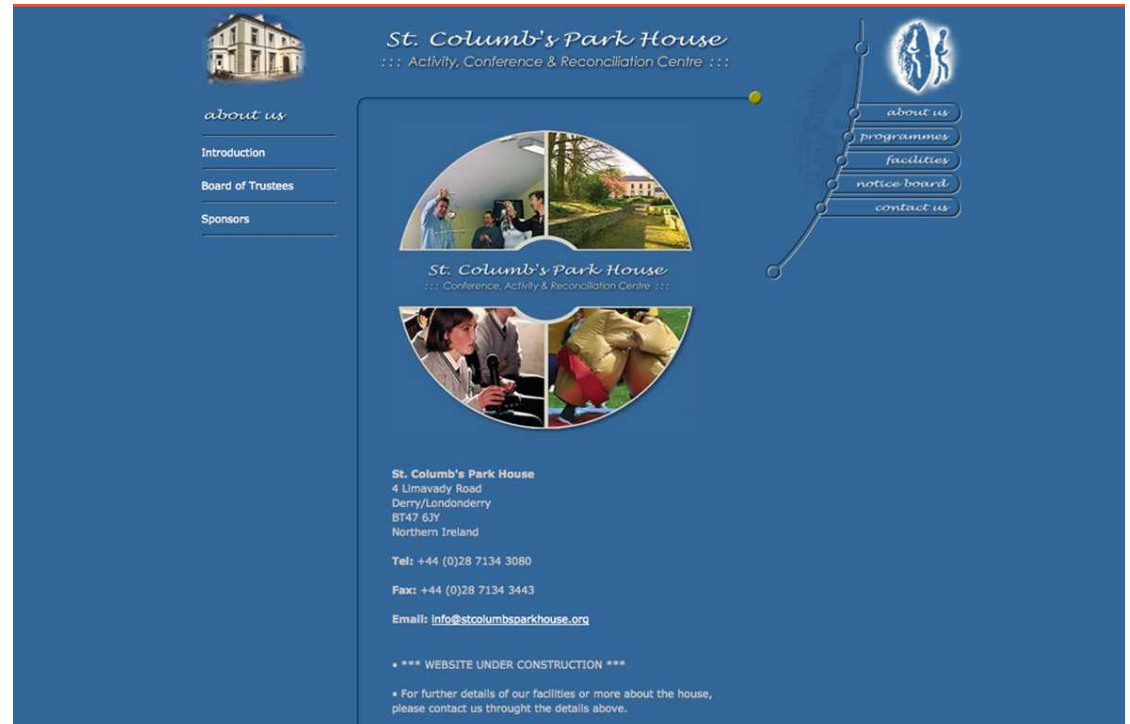 St. Columb's Park House
::: Activity, Conference & Reconciliation Centre :::
about us
Introduction
Board of Trustees
Sponsors
about us
programmes
facilities
notice board
contact us
St. Columb's Park House
::: Conference, Activity & Reconciliation Centre :::
St. Columb's Park House
4 Limavady Road
Derry/Londonderry
BT47 6JY
Northern Ireland
Tel: +44 (0)28 7134 3080
Fax: +44 (0)28 7134 3443
Email: info@stcolumbsparkhouse.org
• *** WEBSITE UNDER CONSTRUCTION ***
• For further details of our facilities or more about the house,
please contact us throught the details above.